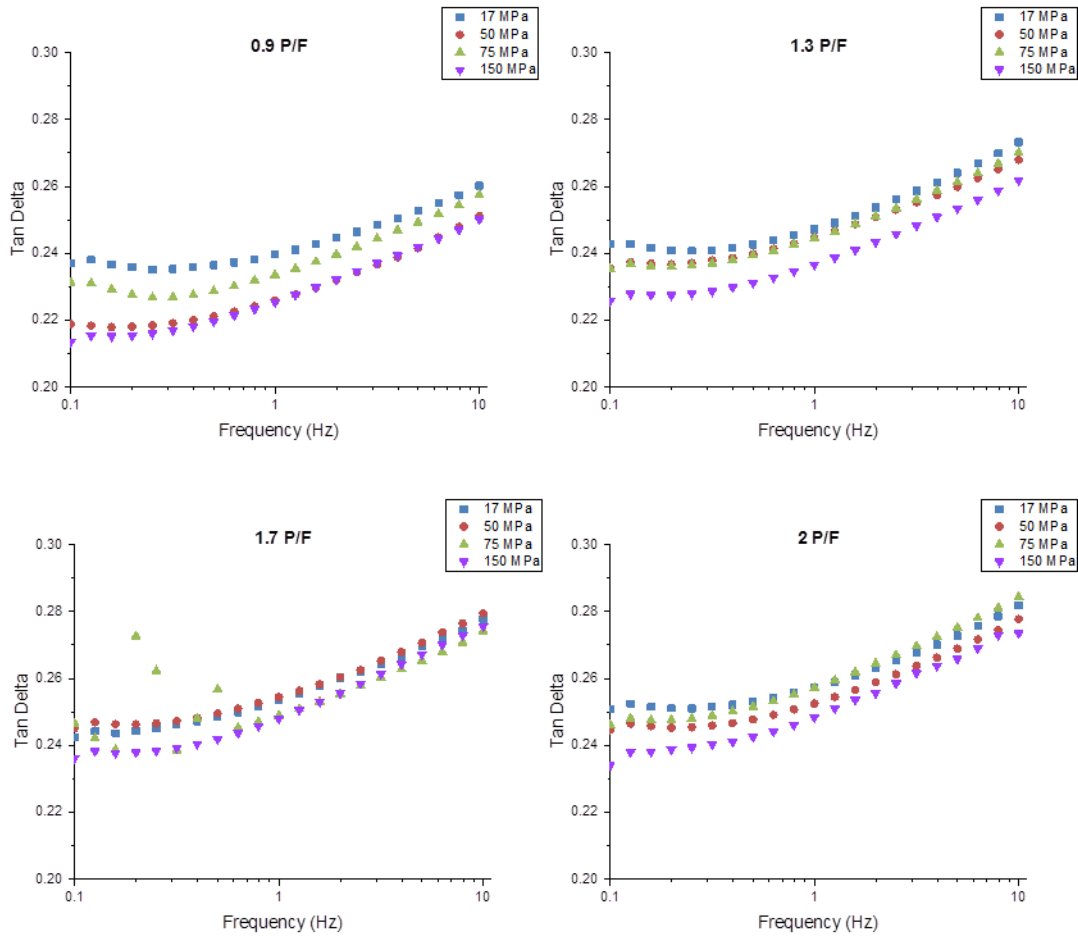 0.9 P/F
17 MPa
50 MPa
75 MPa
150 MPa
0.30
0.28
0.26
0.24
0.22
0.20
Tan Delta
0.1
1
10
Frequency (Hz)
1.3 P/F
17 MPa
50 MPa
75 MPa
150 MPa
0.30
0.28
0.26
0.24
0.22
0.20
Tan Delta
0.1
1
10
Frequency (Hz)
1.7 P/F
17 MPa
50 MPa
75 MPa
150 MPa
0.30
0.28
0.26
0.24
0.22
0.20
Tan Delta
0.1
1
10
Frequency (Hz)
2 P/F
17 MPa
50 MPa
75 MPa
150 MPa
0.30
0.28
0.26
0.24
0.22
0.20
Tan Delta
0.1
1
10
Frequency (Hz)